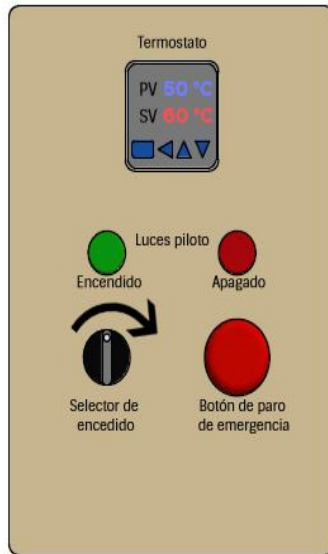 Termostato
PV 50 °C
SV 60 °C
Luces piloto
Encendido Apagado
Selector de
encedido
Botón de paro
de emergencia